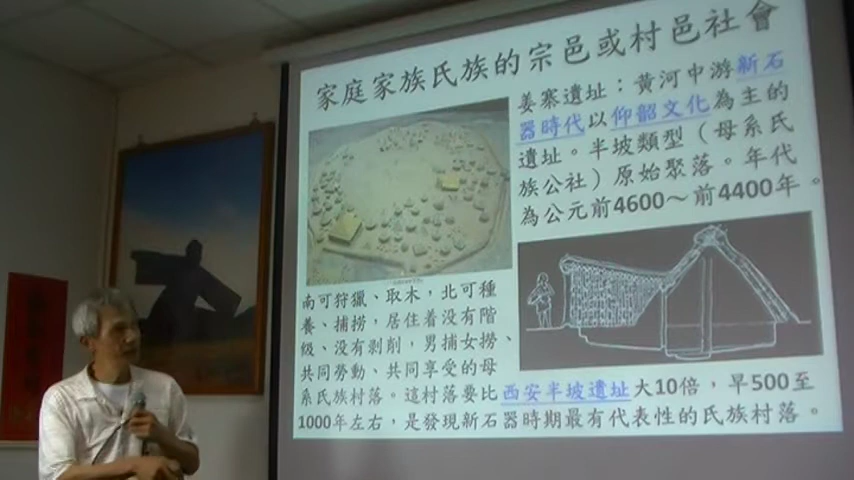 家庭家族氏族的宗邑或村邑社會
姜寨遺址：黃河中游新石
器時代以仰韶文化為主的
遺址。半坡類型（母系氏
族公社）原始聚落。年代
為公元前4600～前4400年。
南可狩獵、取木，北可種
養、捕撈，居住着没有階
級、没有剥削，男捕女撈、
共同勞動、共同享受的母
系氏族村落。這村落要比西安半坡遺址大10倍，早500至
1000年左右，是發現新石器時期最有代表性的氏族村落。